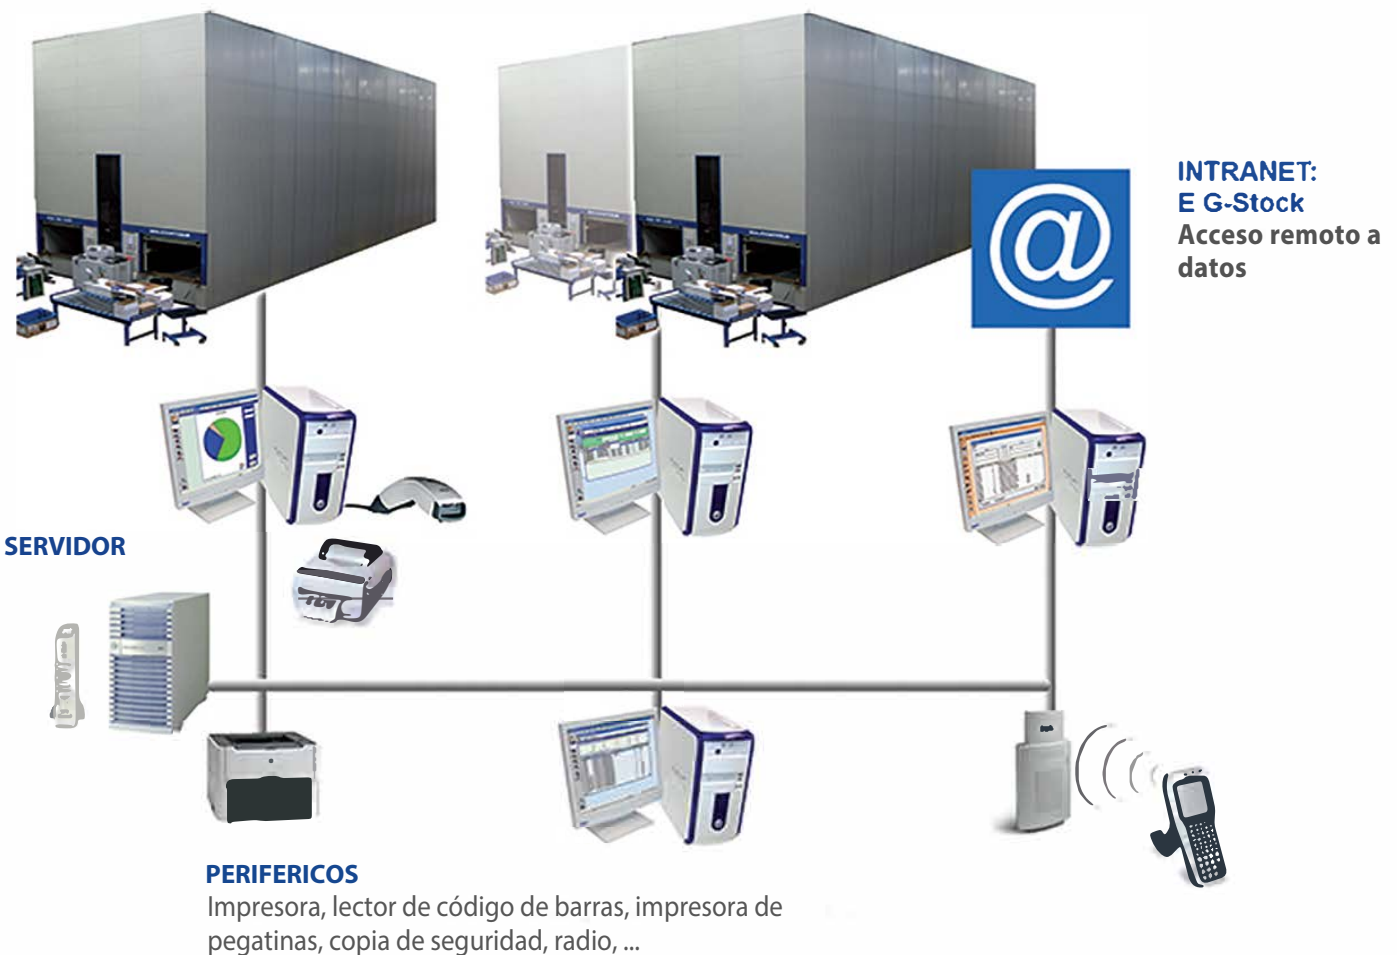 INTRANET:
E G-Stock
Acceso remoto a
datos
SERVIDOR
PERIFERICOS
Impresora, lector de código de barras, impresora de
pegatinas, copia de seguridad, radio, ...